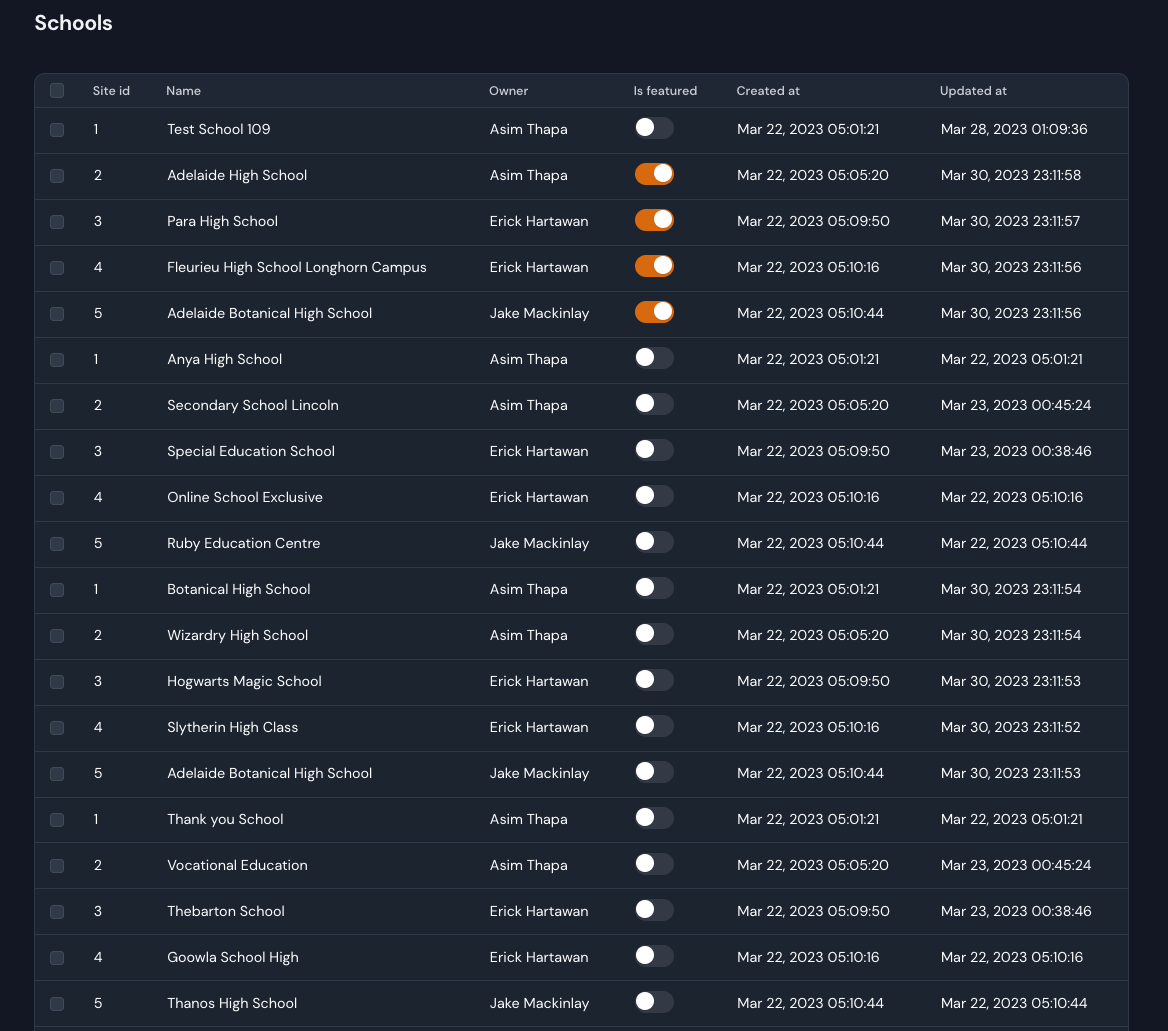 Schools
Site id Name Owner Is featured Created at Updated at
1 Test School 109 Asim Thapa Mar 22, 2023 05:01:21 Mar 28, 2023 01:09:36
2 Adelaide High School Asim Thapa Mar 22, 2023 05:05:20 Mar 30, 2023 23:11:58
3 Para High School Erick Hartawan Mar 22, 2023 05:09:50 Mar 30, 2023 23:11:57
4 Fleurieu High School Longhorn Campus Erick Hartawan Mar 22, 2023 05:10:16 Mar 30, 2023 23:11:56
5 Adelaide Botanical High School Jake Mackinlay Mar 22, 2023 05:10:44 Mar 30, 2023 23:11:56
1 Anya High School Asim Thapa Mar 22, 2023 05:01:21 Mar 22, 2023 05:01:21
2 Secondary School Lincoln Asim Thapa Mar 22, 2023 05:05:20 Mar 23, 2023 00:45:24
3 Special Education School Erick Hartawan Mar 22, 2023 05:09:50 Mar 23, 2023 00:38:46
4 Online School Exclusive Erick Hartawan Mar 22, 2023 05:10:16 Mar 22, 2023 05:10:16
5 Ruby Education Centre Jake Mackinlay Mar 22, 2023 05:10:44 Mar 22, 2023 05:10:44
1 Botanical High School Asim Thapa Mar 22, 2023 05:01:21 Mar 30, 2023 23:11:54
2 Wizardry High School Asim Thapa Mar 22, 2023 05:05:20 Mar 30, 2023 23:11:54
3 Hogwarts Magic School Erick Hartawan Mar 22, 2023 05:09:50 Mar 30, 2023 23:11:53
4 Slytherin High Class Erick Hartawan Mar 22, 2023 05:10:16 Mar 30, 2023 23:11:52
5 Adelaide Botanical High School Jake Mackinlay Mar 22, 2023 05:10:44 Mar 30, 2023 23:11:53
1 Thank you School Asim Thapa Mar 22, 2023 05:01:21 Mar 22, 2023 05:01:21
2 Vocational Education Asim Thapa Mar 22, 2023 05:05:20 Mar 23, 2023 00:45:24
3 Thebarton School Erick Hartawan Mar 22, 2023 05:09:50 Mar 23, 2023 00:38:46
4 Goowla School High Erick Hartawan Mar 22, 2023 05:10:16 Mar 22, 2023 05:10:16
5 Thanos High School Jake Mackinlay Mar 22, 2023 05:10:44 Mar 22, 2023 05:10:44